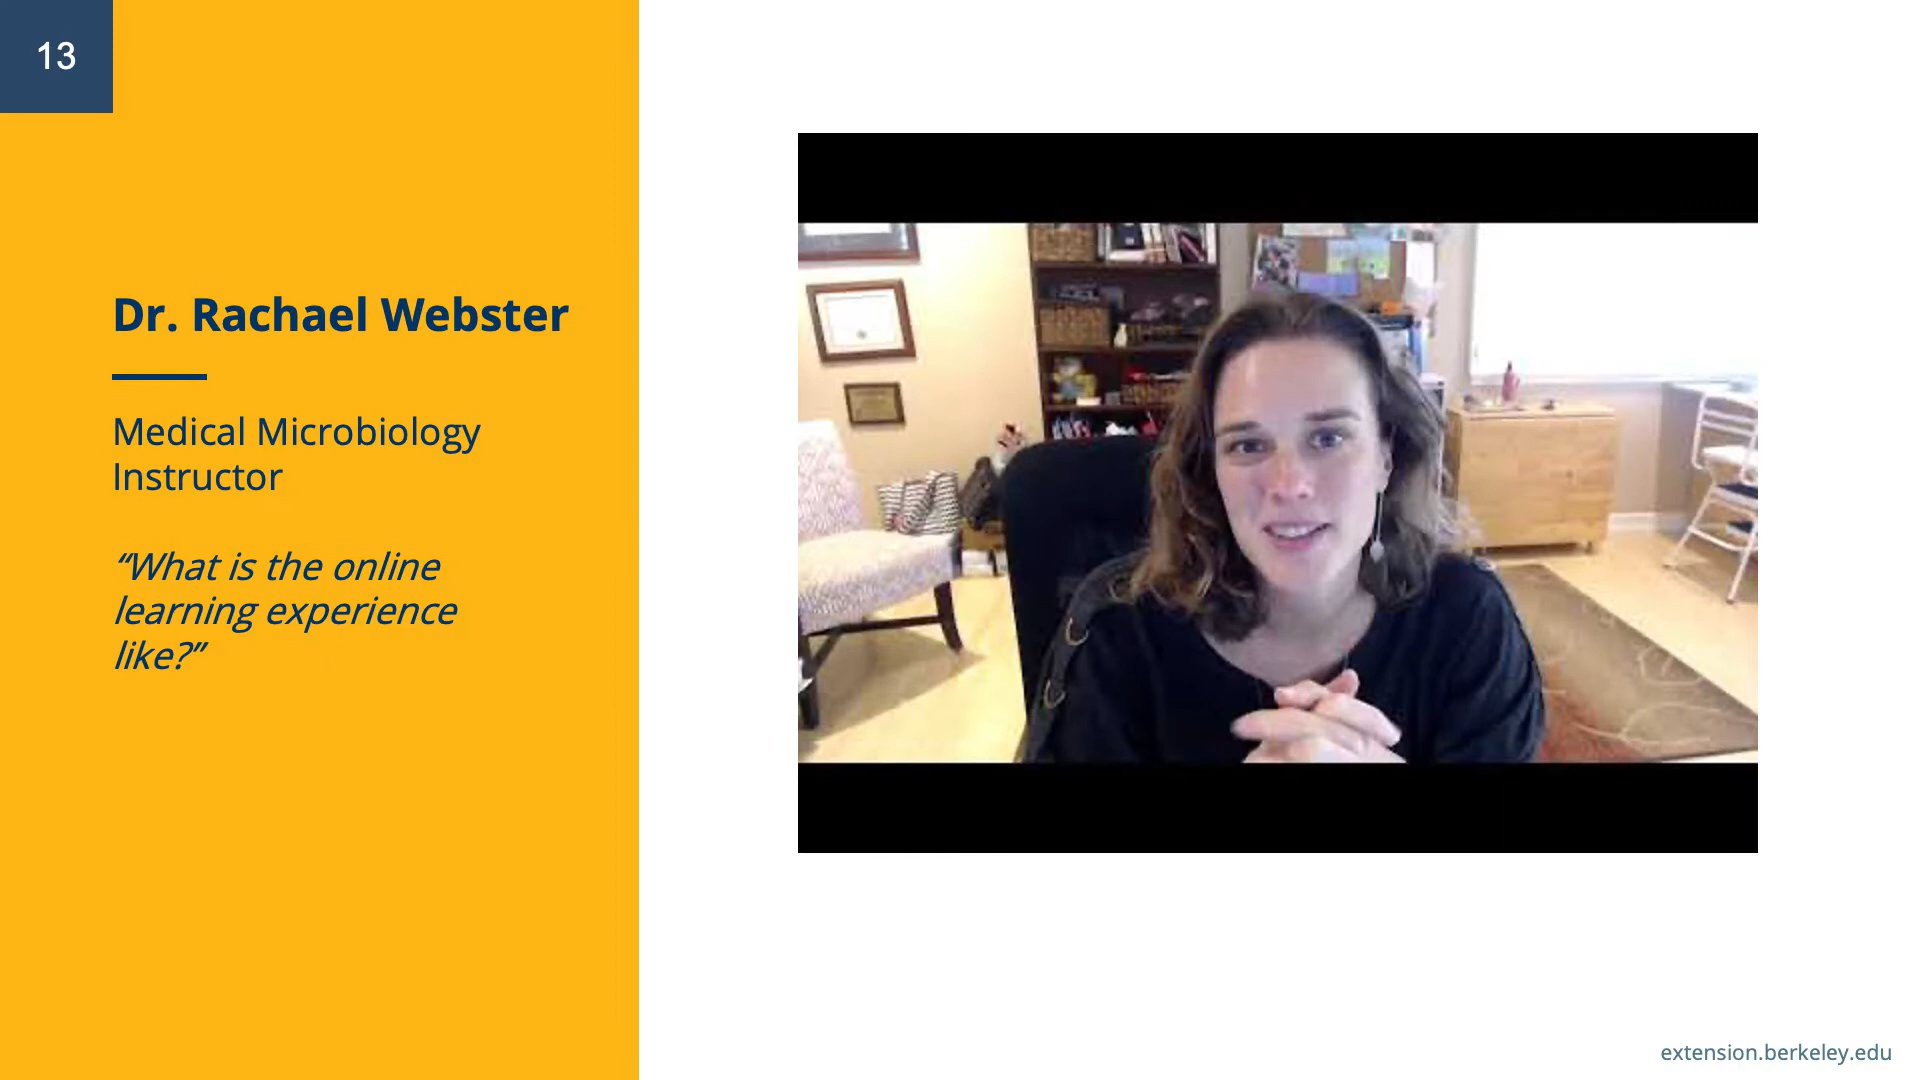 13
Dr. Rachael Webster
Medical Microbiology
Instructor
“What is the online
learning experience
like?”
extension.berkeley.edu